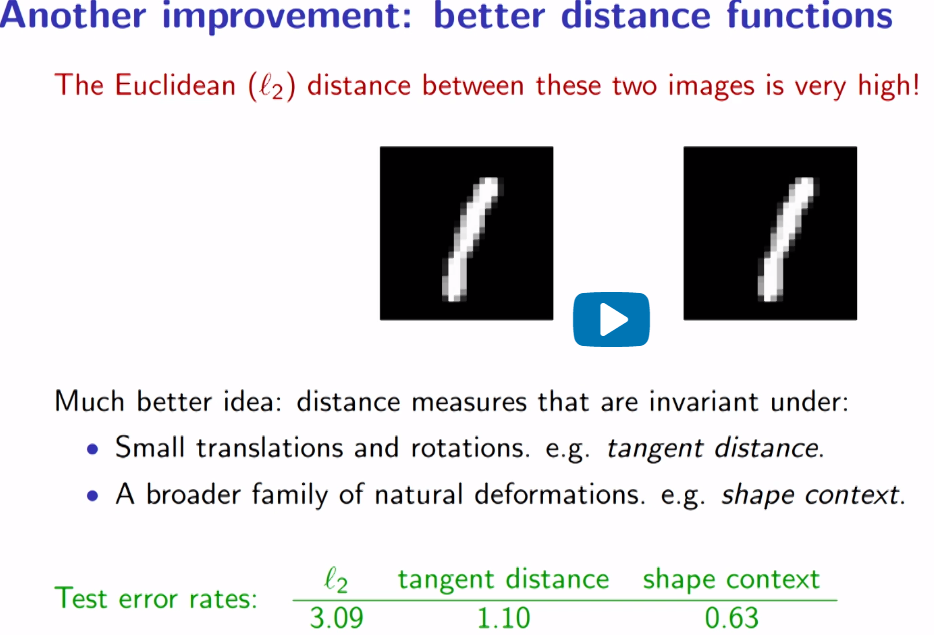 Another improvement: better distance functions
The Euclidean (ℓ₂) distance between these two images is very high!
Much better idea: distance measures that are invariant under:
• Small translations and rotations. e.g. tangent distance.
• A broader family of natural deformations. e.g. shape context.
ℓ₂ tangent distance shape context
Test error rates:
3.09 1.10 0.63